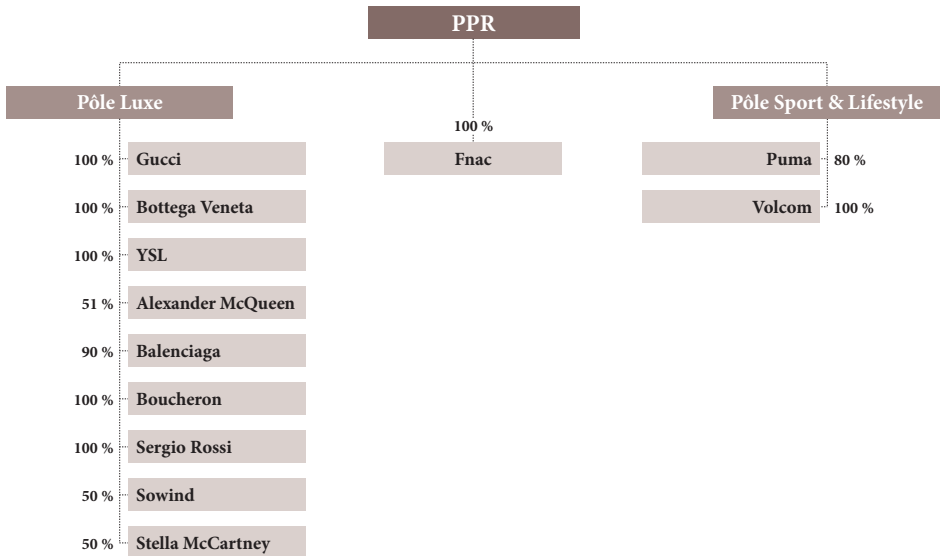 PPR
Pôle Luxe
100 % Gucci
100 % Bottega Veneta
100 % YSL
51 % Alexander McQueen
90 % Balenciaga
100 % Boucheron
100 % Sergio Rossi
50 % Sowind
50 % Stella McCartney
100 %
Fnac
Pôle Sport & Lifestyle
Puma 80 %
Volcom 100 %